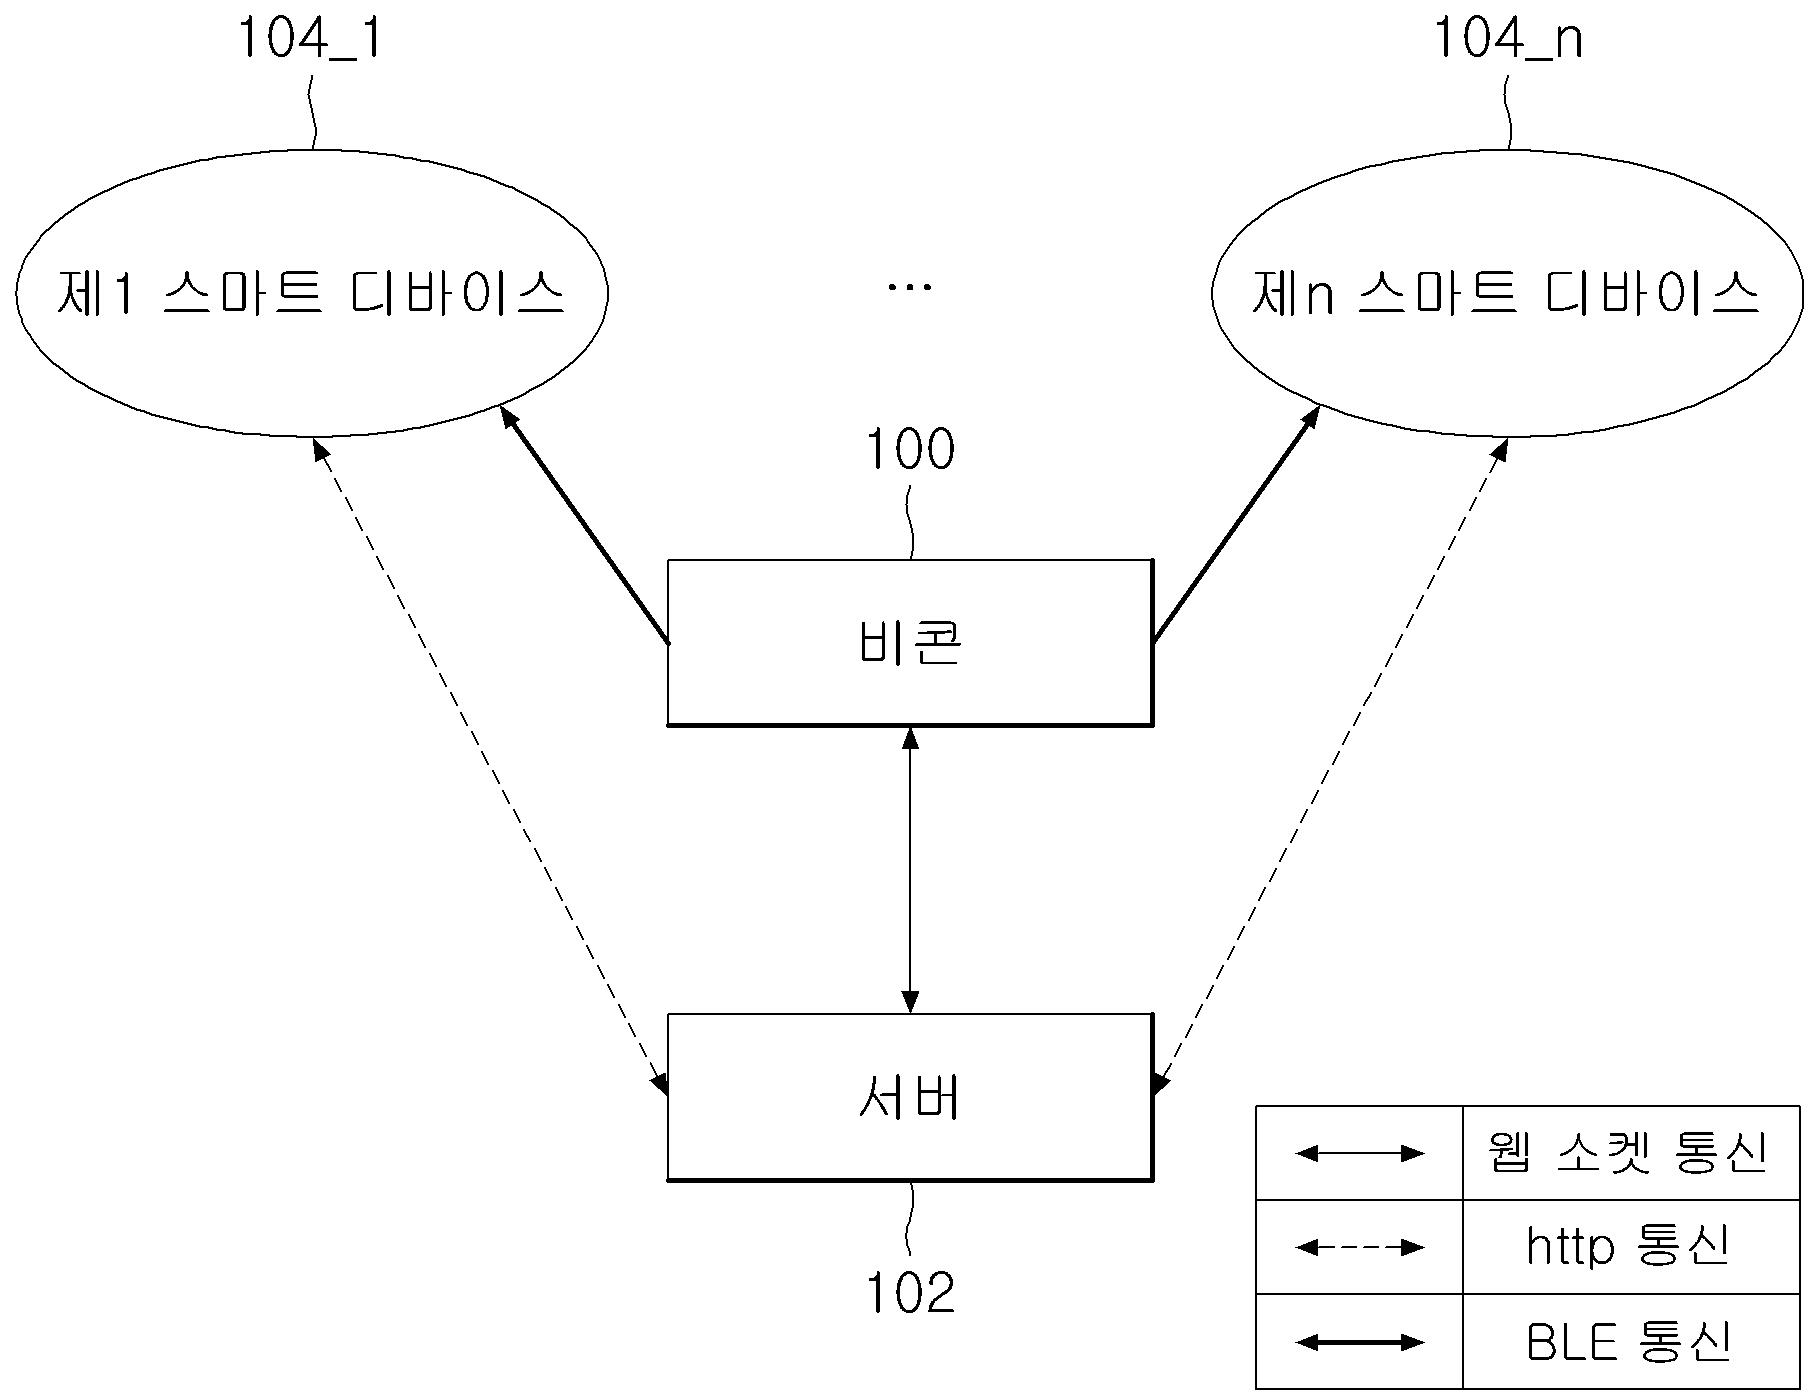 104_1
104_n
제1 스마트 디바이스
...
제n 스마트 디바이스
100
비콘
서버
102
웹 소켓 통신
http 통신
BLE 통신